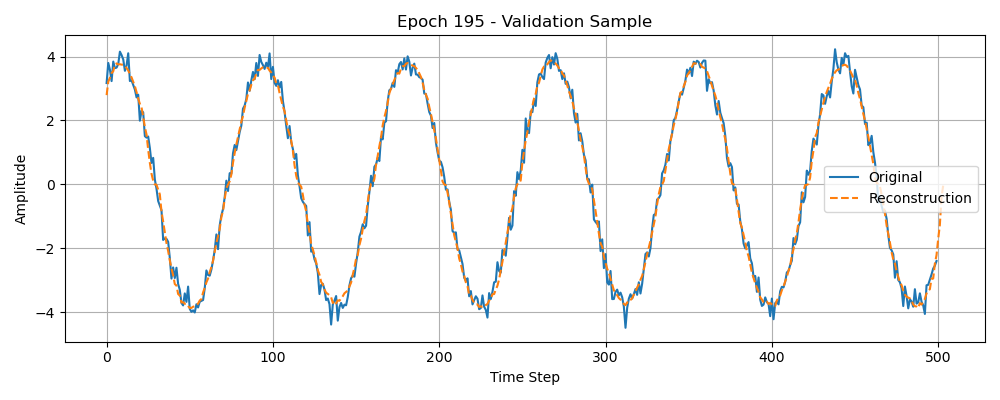 Epoch 195 - Validation Sample
Amplitude
4
2
0
−2
−4
Original
Reconstruction
0
100
200
300
400
500
Time Step